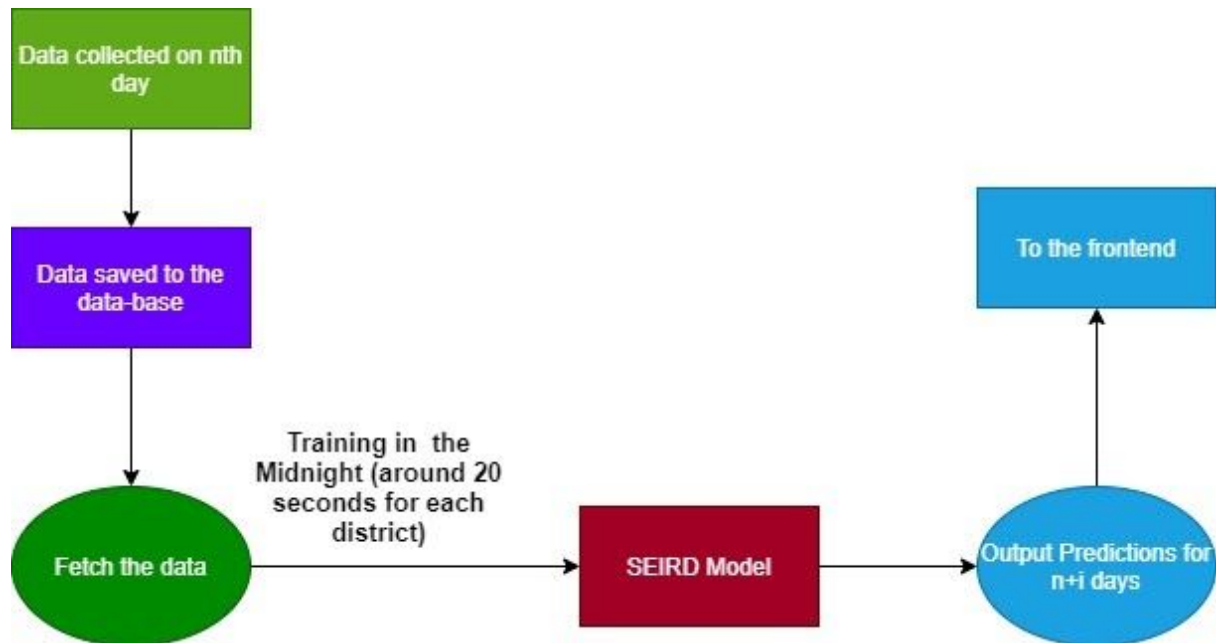 Data collected on nth
day
Data saved to the
data-base
Fetch the data
Training in the
Midnight (around 20
seconds for each
district)
SEIRD Model
Output Predictions for
n+i days
To the frontend